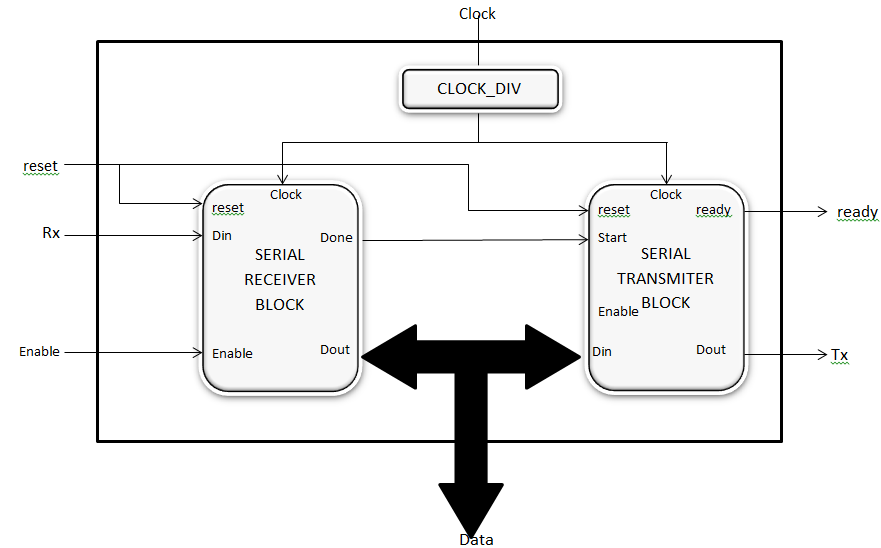 Clock
CLOCK_DIV
reset
Rx
Enable
Clock
reset
Din
Done
SERIAL
RECEIVER
BLOCK
Enable
Dout
Clock
reset
ready
Start
SERIAL
TRANSMITER
BLOCK
Enable
Din
Dout
ready
Tx
Data